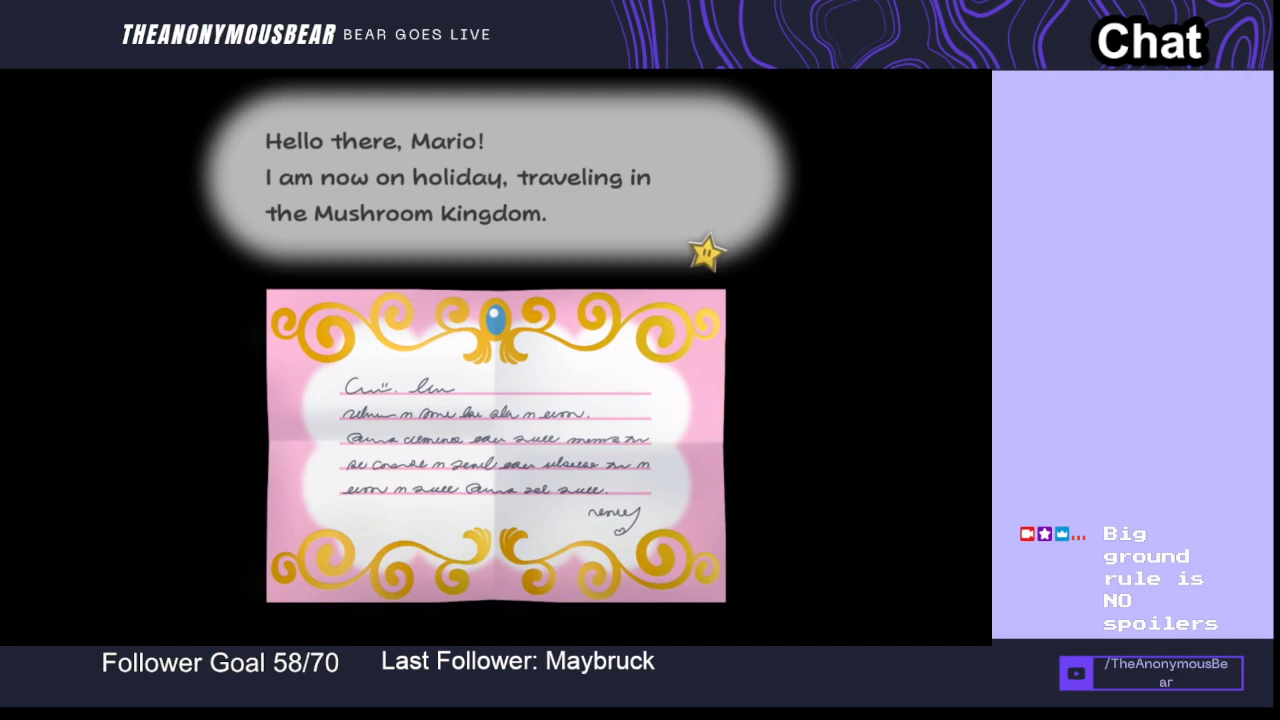 THEANONYMOUSBEAR BEAR GOES LIVE
Chat
Hello there, Mario!
I am now on holiday, traveling in
the Mushroom Kingdom.
Big
ground
rule is
NO
spoilers
Follower Goal 58/70
Last Follower: Maybruck
/TheAnonymousBe
ar